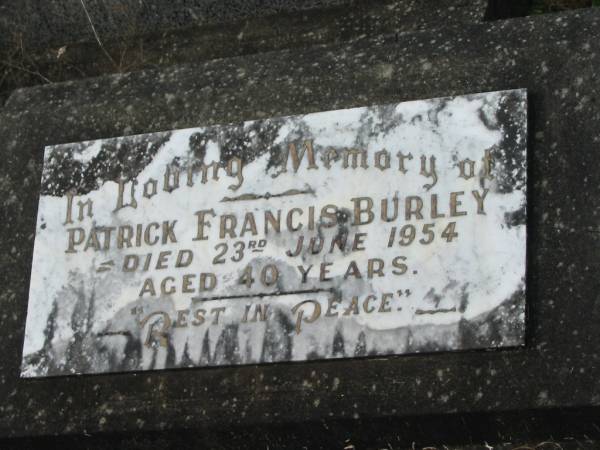 In Loving Memory of
PATRICK FRANCIS BURLEY
DIED 23RD JUNE 1954
AGED 40 YEARS.
"REST IN PEACE."